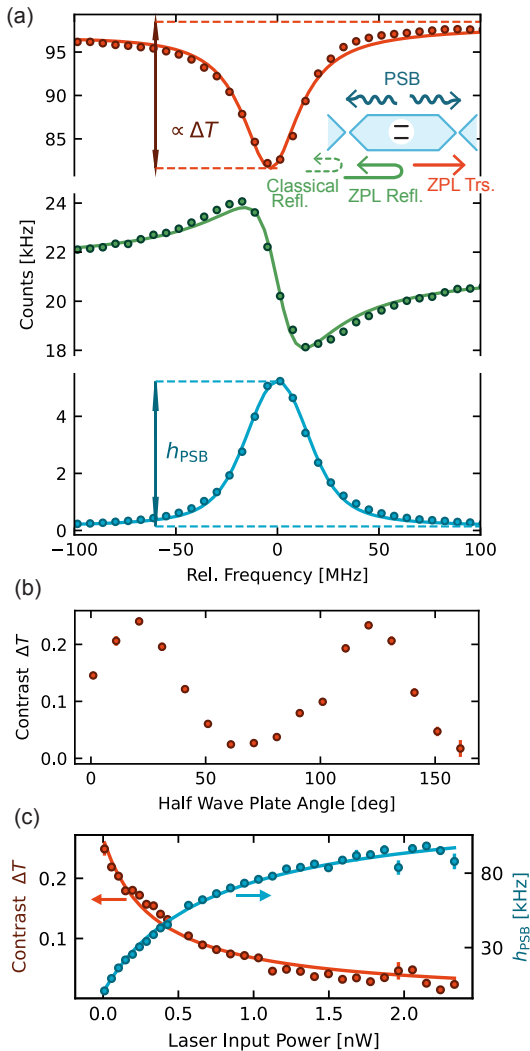 (a)
95
90
85
80
∝ ΔT
PSB
Classical
Refl.
ZPL Refl.
ZPL Trs.
24
22
20
18
Counts [kHz]
4
2
0
h_PSB
−100
−50
0
50
100
Rel. Frequency [MHz]
(b)
0.2
0.1
0.0
Contrast ΔT
0
50
100
150
Half Wave Plate Angle [deg]
(c)
0.2
0.1
Contrast ΔT
90
30
h_PSB [kHz]
0.0
0.5
1.0
1.5
2.0
Laser Input Power [nW]